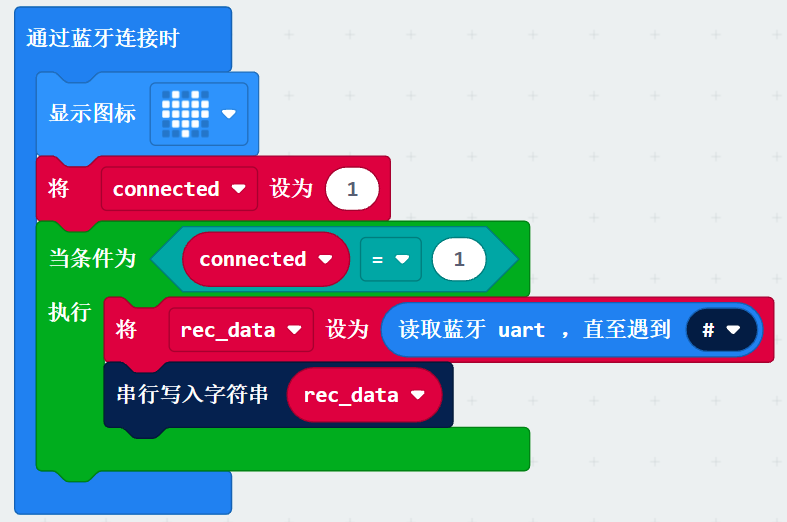 通过蓝牙连接时
显示图标
将 connected 设为 1
当条件为 connected = 1
执行
将 rec_data 设为 读取蓝牙 uart ，直至遇到 #
串行写入字符串 rec_data